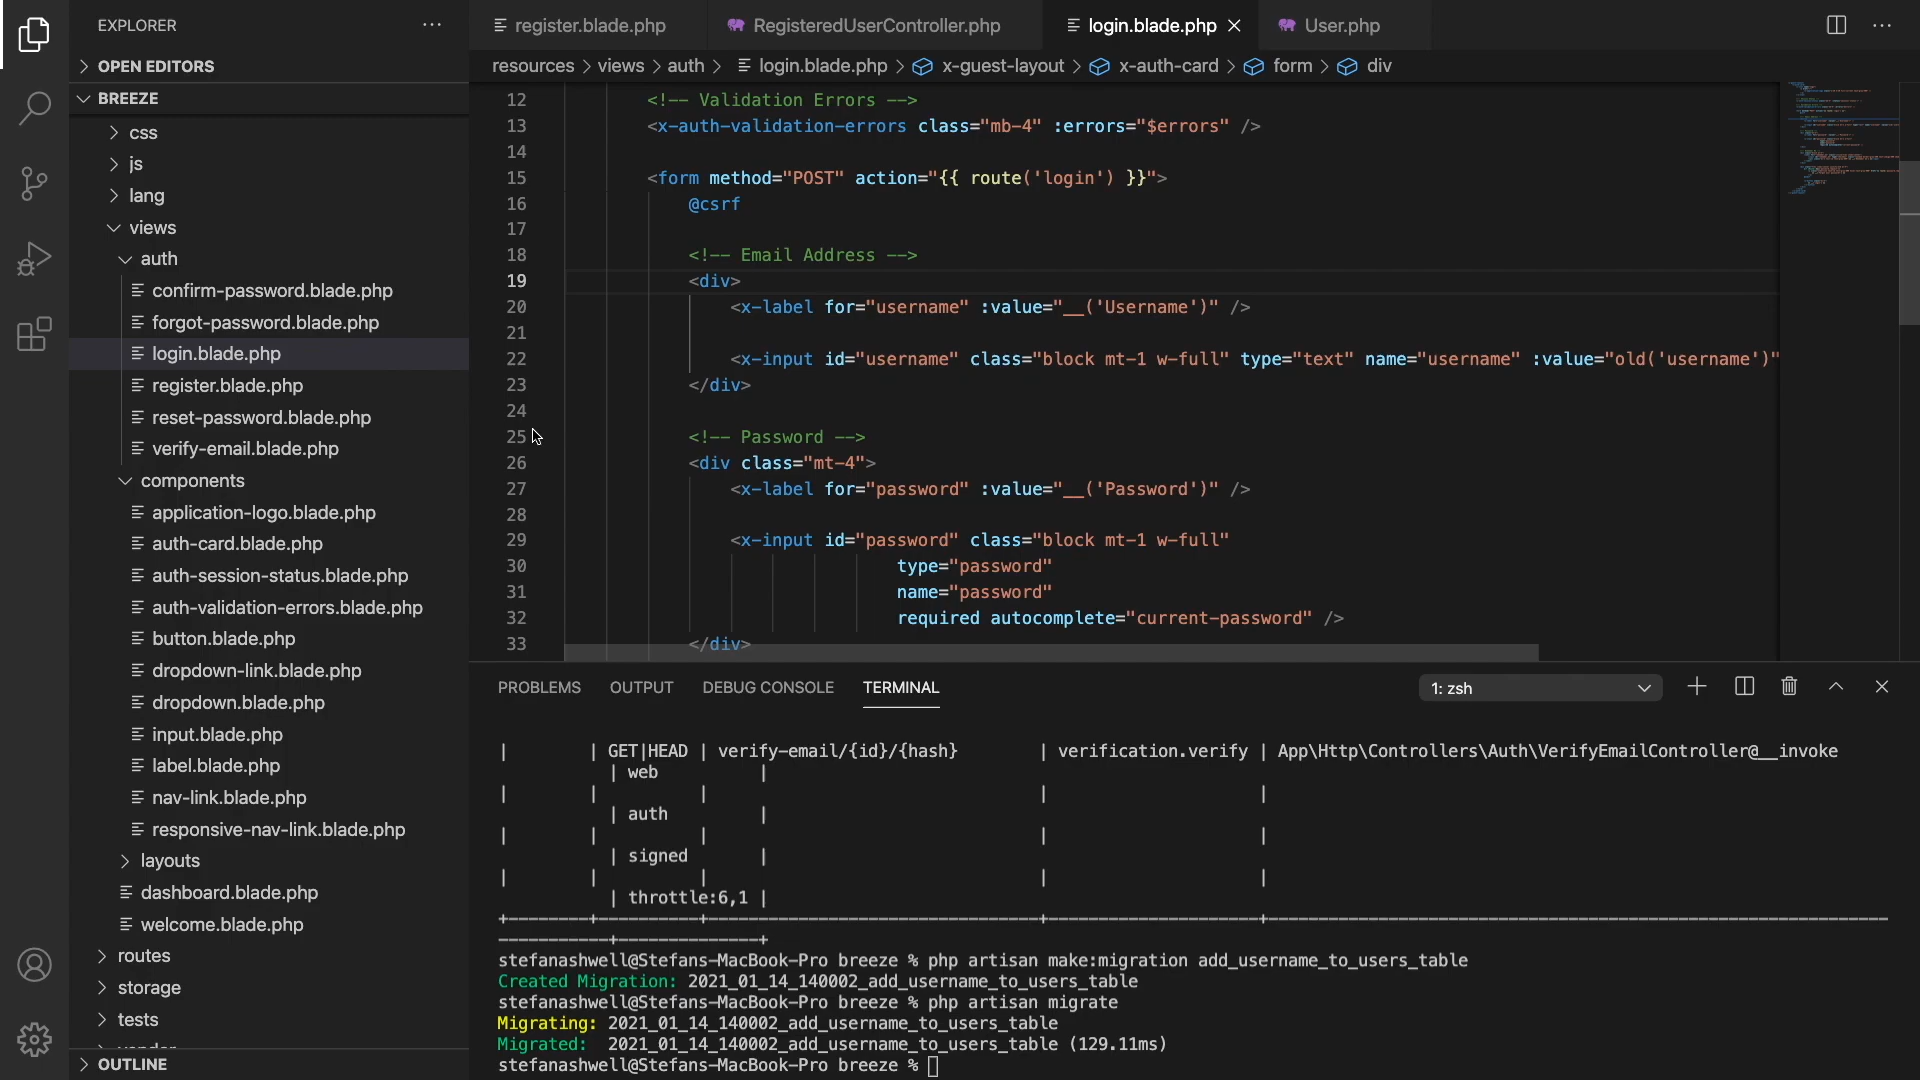 EXPLORER
OPEN EDITORS
BREEZE
css
js
lang
views
auth
confirm-password.blade.php
forgot-password.blade.php
login.blade.php
register.blade.php
reset-password.blade.php
verify-email.blade.php
components
application-logo.blade.php
auth-card.blade.php
auth-session-status.blade.php
auth-validation-errors.blade.php
button.blade.php
dropdown-link.blade.php
dropdown.blade.php
input.blade.php
label.blade.php
nav-link.blade.php
responsive-nav-link.blade.php
layouts
dashboard.blade.php
welcome.blade.php
routes
storage
tests
OUTLINE
register.blade.php RegisteredUserController.php login.blade.php User.php
resources > views > auth > login.blade.php > x-guest-layout > x-auth-card > form > div
12 <!-- Validation Errors -->
13 <x-auth-validation-errors class="mb-4" :errors="$errors" />
14
15 <form method="POST" action="{{ route('login') }}">
16 @csrf
17
18 <!-- Email Address -->
19 <div>
20 <x-label for="username" :value="__('Username')" />
21
22 <x-input id="username" class="block mt-1 w-full" type="text" name="username" :value="old('username')"
23 </div>
24
25 <!-- Password -->
26 <div class="mt-4">
27 <x-label for="password" :value="__('Password')" />
28
29 <x-input id="password" class="block mt-1 w-full"
30 type="password"
31 name="password"
32 required autocomplete="current-password" />
33 </div>
PROBLEMS OUTPUT DEBUG CONSOLE TERMINAL 1: zsh
| | GET|HEAD | verify-email/{id}/{hash} | verification.verify | App\Http\Controllers\Auth\VerifyEmailController@__invoke
| web |
| | | | |
| auth |
| | | | |
| signed |
| | | | |
| throttle:6,1 |
stefanashwell@Stefans-MacBook-Pro breeze % php artisan make:migration add_username_to_users_table
Created Migration: 2021_01_14_140002_add_username_to_users_table
stefanashwell@Stefans-MacBook-Pro breeze % php artisan migrate
Migrating: 2021_01_14_140002_add_username_to_users_table
Migrated: 2021_01_14_140002_add_username_to_users_table (129.11ms)
stefanashwell@Stefans-MacBook-Pro breeze %